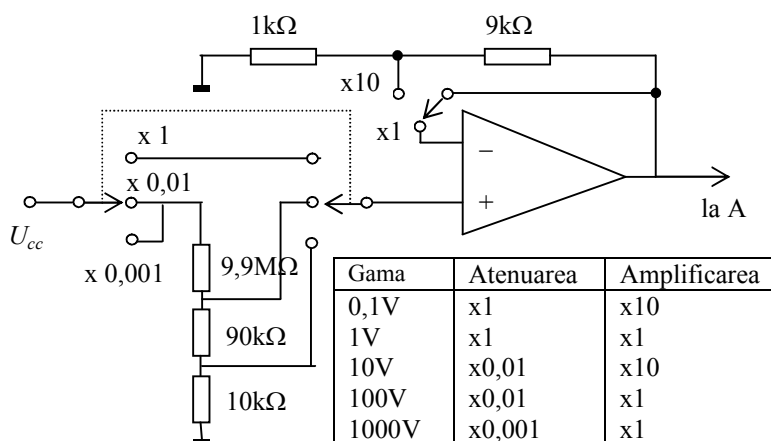 1kΩ
9kΩ
x10
x1
x 1
x 0,01
Ucc
x 0,001
9,9MΩ
90kΩ
10kΩ
−
+
la A
Gama Atenuarea Amplificarea
0,1V x1 x10
1V x1 x1
10V x0,01 x10
100V x0,01 x1
1000V x0,001 x1